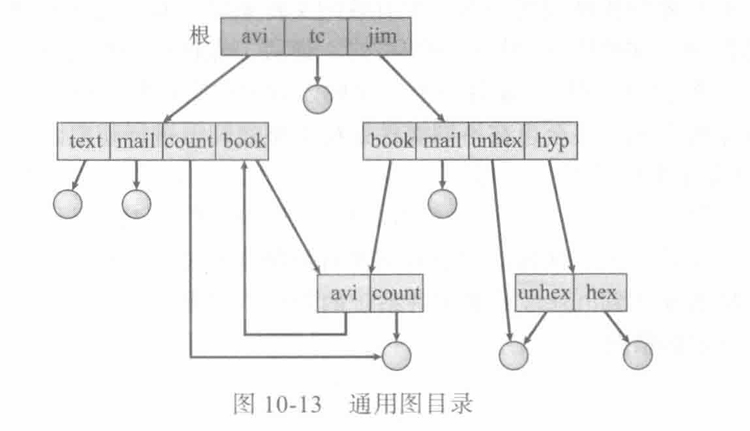 根 avi tc jim
text mail count book
book mail unhex hyp
avi count
unhex hex
图 10-13 通用图目录